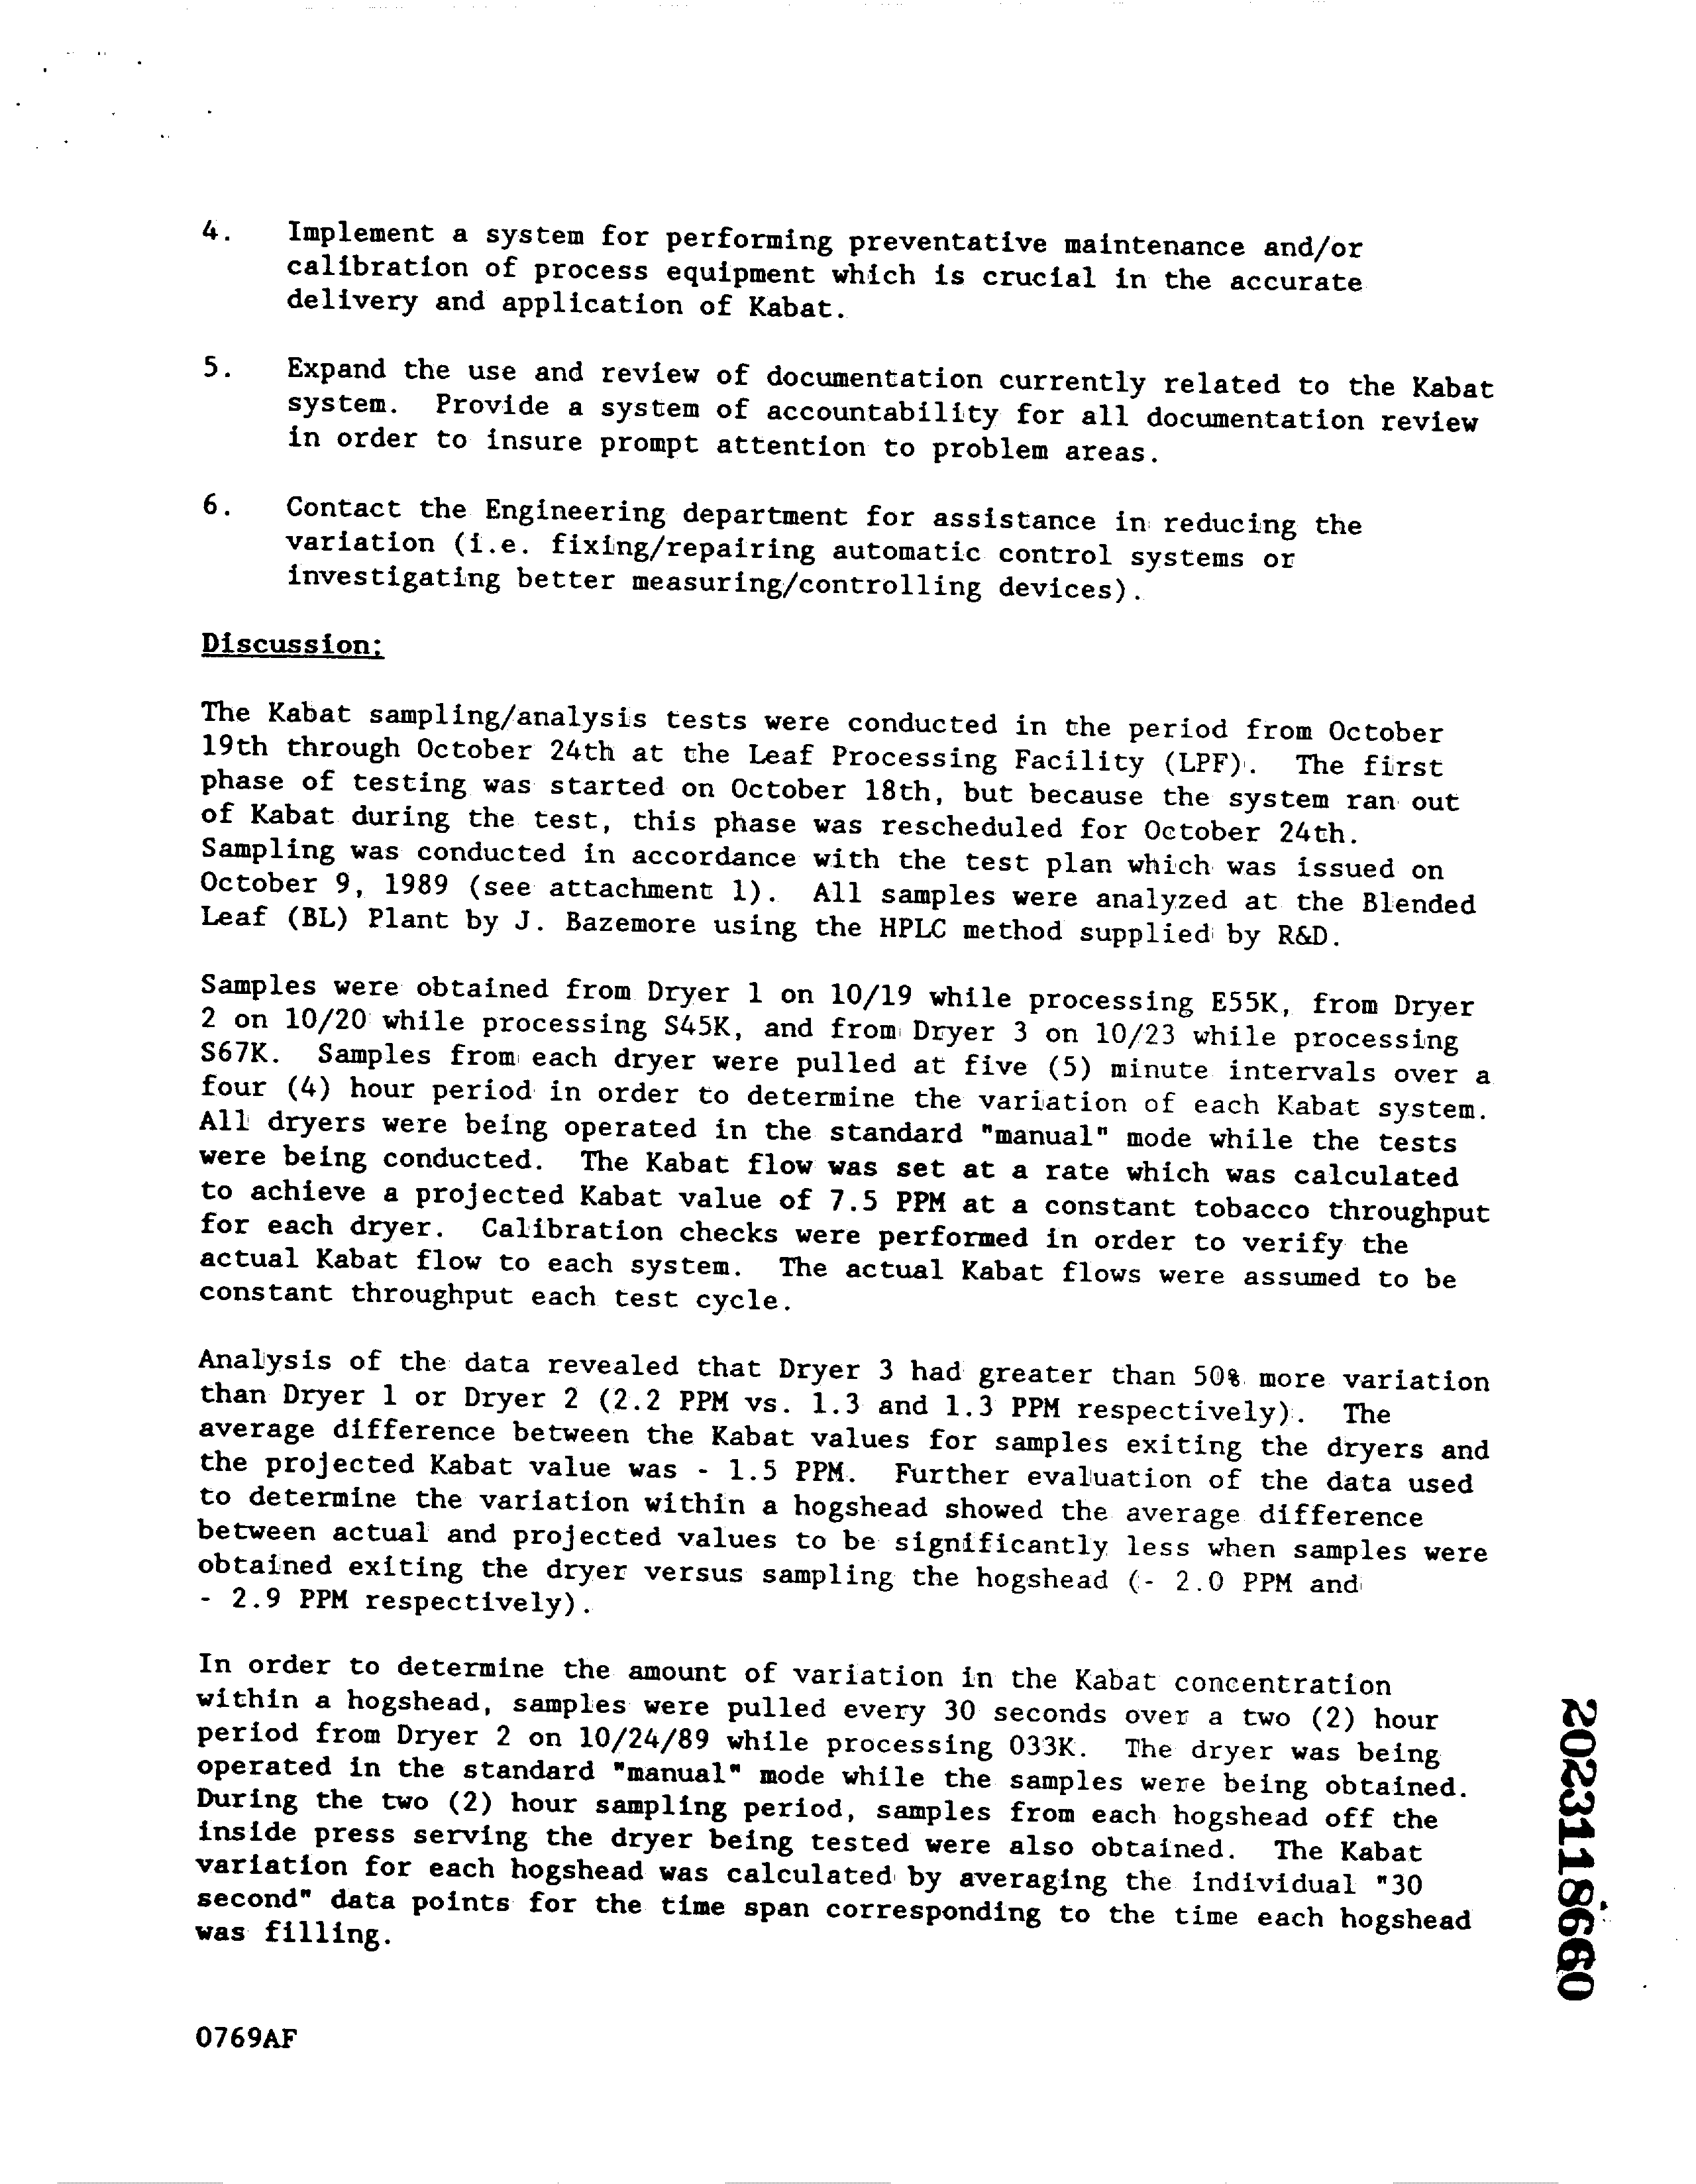 4. Implement a system for performing preventative maintenance and/or
calibration of process equipment which is crucial in the accurate
delivery and application of Kabat.
5. Expand the use and review of documentation currently related to the Kabat
system. Provide a system of accountability for all documentation review
in order to insure prompt attention to problem areas.
6. Contact the Engineering department for assistance in reducing the
variation (i.e. fixing/repairing automatic control systems or
investigating better measuring/controlling devices).
Discussion:
The Kabat sampling/analysis tests were conducted in the period from October
19th through October 24th at the Leaf Processing Facility (LPF). The first
phase of testing was started on October 18th, but because the system ran out
of Kabat during the test, this phase was rescheduled for October 24th.
Sampling was conducted in accordance with the test plan which was issued on
October 9, 1989 (see attachment 1). All samples were analyzed at the Blended
Leaf (BL) Plant by J. Bazemore using the HPLC method supplied by R&D.
Samples were obtained from Dryer 1 on 10/19 while processing E55K, from Dryer
2 on 10/20 while processing S45K, and from Dryer 3 on 10/23 while processing
S67K. Samples from each dryer were pulled at five (5) minute intervals over a
four (4) hour period in order to determine the variation of each Kabat system.
All dryers were being operated in the standard "manual" mode while the tests
were being conducted. The Kabat flow was set at a rate which was calculated
to achieve a projected Kabat value of 7.5 PPM at a constant tobacco throughput
for each dryer. Calibration checks were performed in order to verify the
actual Kabat flow to each system. The actual Kabat flows were assumed to be
constant throughput each test cycle.
Analysis of the data revealed that Dryer 3 had greater than 50% more variation
than Dryer 1 or Dryer 2 (2.2 PPM vs. 1.3 and 1.3 PPM respectively). The
average difference between the Kabat values for samples exiting the dryers and
the projected Kabat value was - 1.5 PPM. Further evaluation of the data used
to determine the variation within a hogshead showed the average difference
between actual and projected values to be significantly less when samples were
obtained exiting the dryer versus sampling the hogshead (- 2.0 PPM and
- 2.9 PPM respectively).
In order to determine the amount of variation in the Kabat concentration
within a hogshead, samples were pulled every 30 seconds over a two (2) hour
period from Dryer 2 on 10/24/89 while processing 033K. The dryer was being
operated in the standard "manual" mode while the samples were being obtained.
During the two (2) hour sampling period, samples from each hogshead off the
inside press serving the dryer being tested were also obtained. The Kabat
variation for each hogshead was calculated by averaging the individual "30
second" data points for the time span corresponding to the time each hogshead
was filling.
0769AF
2023118660